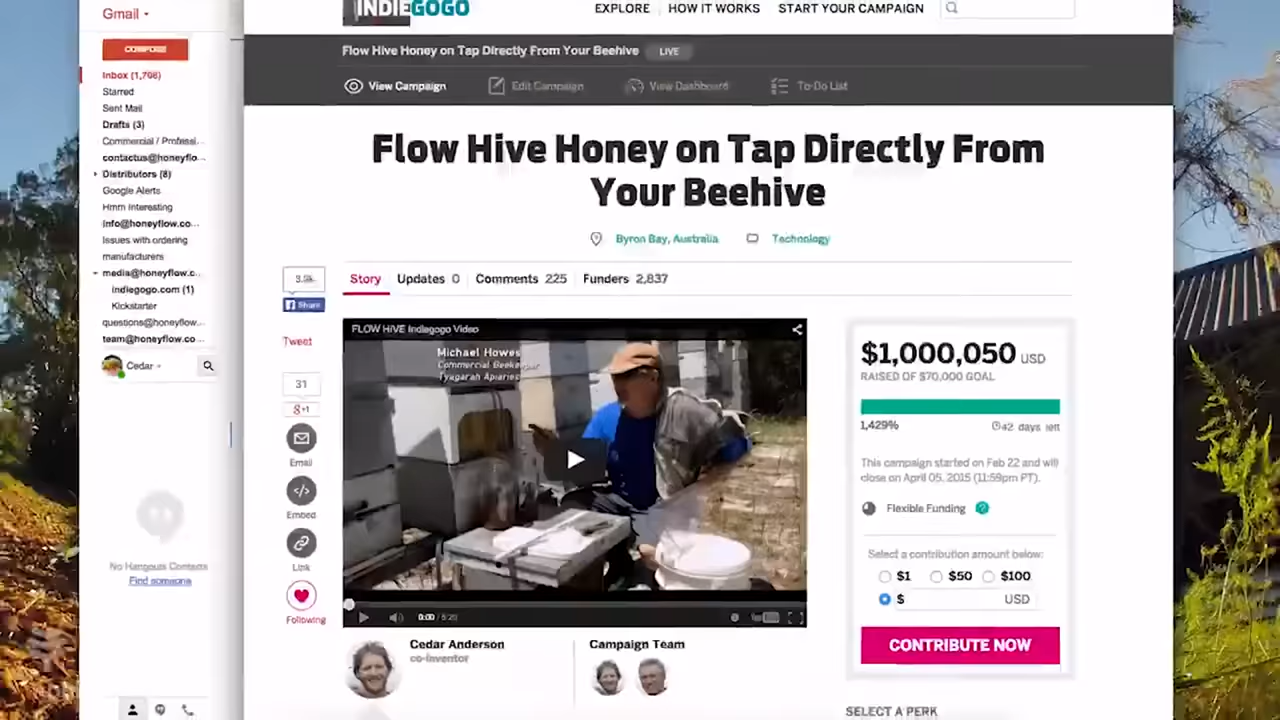 Gmail
COMPOSE
Inbox (1,798)
Starred
Sent Mail
Drafts (3)
Commercial / Professi...
contactus@honeyflo...
Distributors (8)
Google Alerts
Hmm Interesting
info@honeyflow.co...
Issues with ordering
manufacturers
media@honeyflow.c...
indiegogo.com (1)
Kickstarter
questions@honeyflow...
team@honeyflow.co...
Cedar
No Hangouts Contacts
Find someone
INDIEGOGO
EXPLORE HOW IT WORKS START YOUR CAMPAIGN
Flow Hive Honey on Tap Directly From Your Beehive LIVE
View Campaign Edit Campaign View Dashboard To-Do List
Flow Hive Honey on Tap Directly From
Your Beehive
Byron Bay, Australia Technology
Share
Tweet
31
g+1
Email
Embed
Link
Following
Story Updates 0 Comments 225 Funders 2,837
FLOW HIVE Indiegogo Video
Michael Howes
Commercial Beekeeper
Tyagarah Apiaries
0:00 / 5:20
Cedar Anderson
co-inventor
Campaign Team
$1,000,050 USD
RAISED OF $70,000 GOAL
1,429% 42 days left
This campaign started on Feb 22 and will
close on April 05, 2015 (11:59pm PT).
Flexible Funding ?
Select a contribution amount below:
$1 $50 $100
$ USD
CONTRIBUTE NOW
SELECT A PERK